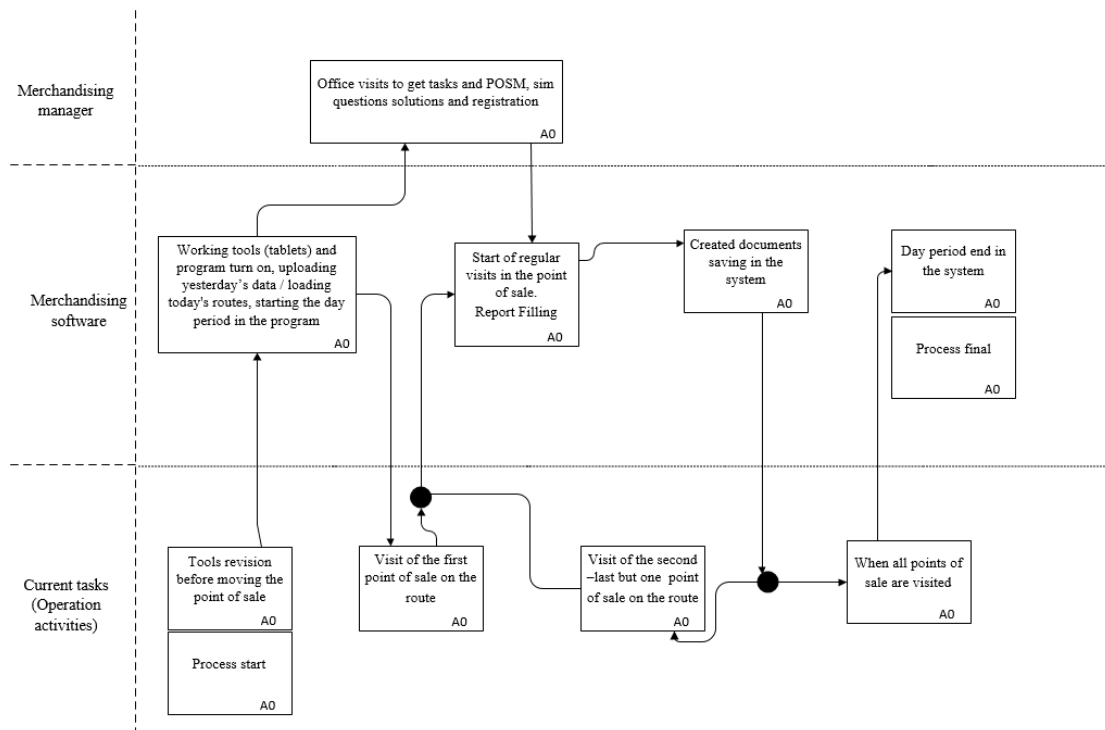 Merchandising
manager
Office visits to get tasks and POSM, sim
questions solutions and registration
A0
Merchandising
software
Working tools (tablets) and
program turn on, uploading
yesterday's data / loading
today's routes, starting the day
period in the program
A0
Start of regular
visits in the point
of sale.
Report Filling
A0
Created documents
saving in the
system
A0
Day period end in
the system
A0
Process final
A0
Current tasks
(Operation
activities)
Tools revision
before moving the
point of sale
A0
Process start
A0
Visit of the first
point of sale on the
route
A0
Visit of the second
–last but one point
of sale on the route
A0
When all points of
sale are visited
A0